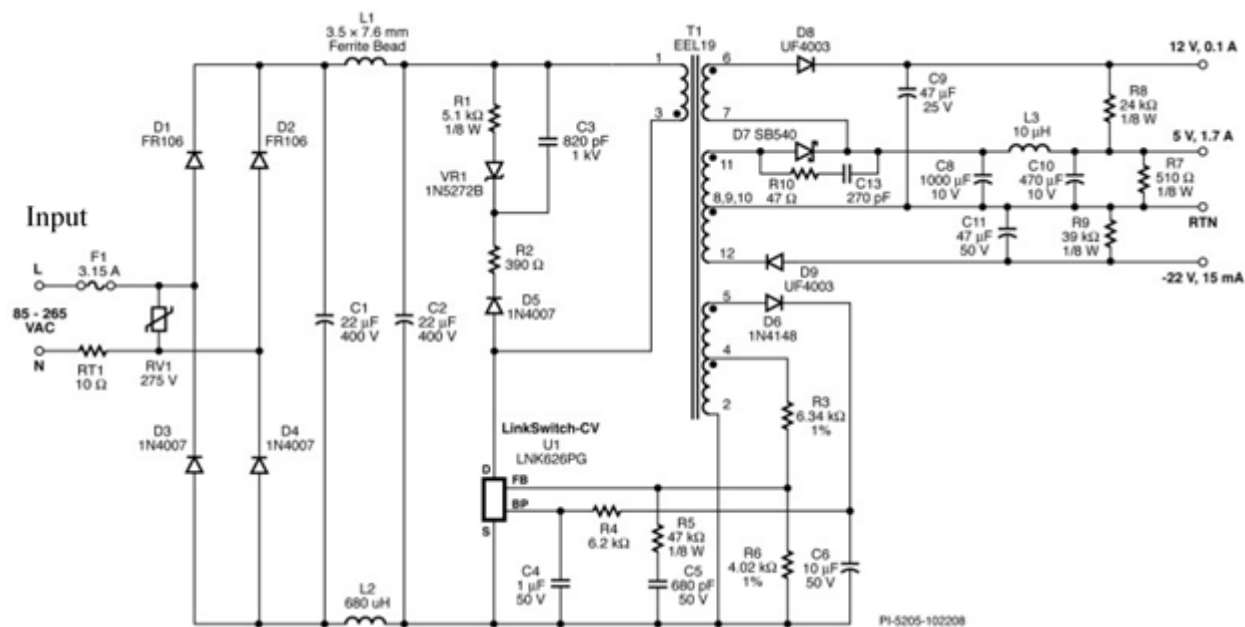 L1
3.5 × 7.6 mm
Ferrite Bead
T1
EEL19
D8
UF4003
12 V, 0.1 A
1
6
C9
47 μF
25 V
R8
24 kΩ
1/8 W
R1
5.1 kΩ
1/8 W
C3
820 pF
1 kV
3
7
D7 SB540
L3
10 μH
5 V, 1.7 A
D1
FR106
D2
FR106
VR1
1N5272B
11
R10
47 Ω
C13
270 pF
C8
1000 μF
10 V
C10
470 μF
10 V
R7
510 Ω
1/8 W
8,9,10
RTN
Input
C11
47 μF
50 V
R9
39 kΩ
1/8 W
R2
390 Ω
12
D9
UF4003
-22 V, 15 mA
F1
3.15 A
L
85 - 265
VAC
N
RT1
10 Ω
RV1
275 V
C1
22 μF
400 V
C2
22 μF
400 V
D5
1N4007
5
D6
1N4148
4
2
R3
6.34 kΩ
1%
D3
1N4007
D4
1N4007
LinkSwitch-CV
U1
LNK626PG
D
FB
BP
S
R4
6.2 kΩ
R5
47 kΩ
1/8 W
R6
4.02 kΩ
1%
C6
10 μF
50 V
C4
1 μF
50 V
C5
680 pF
50 V
L2
680 uH
PI-5205-102208